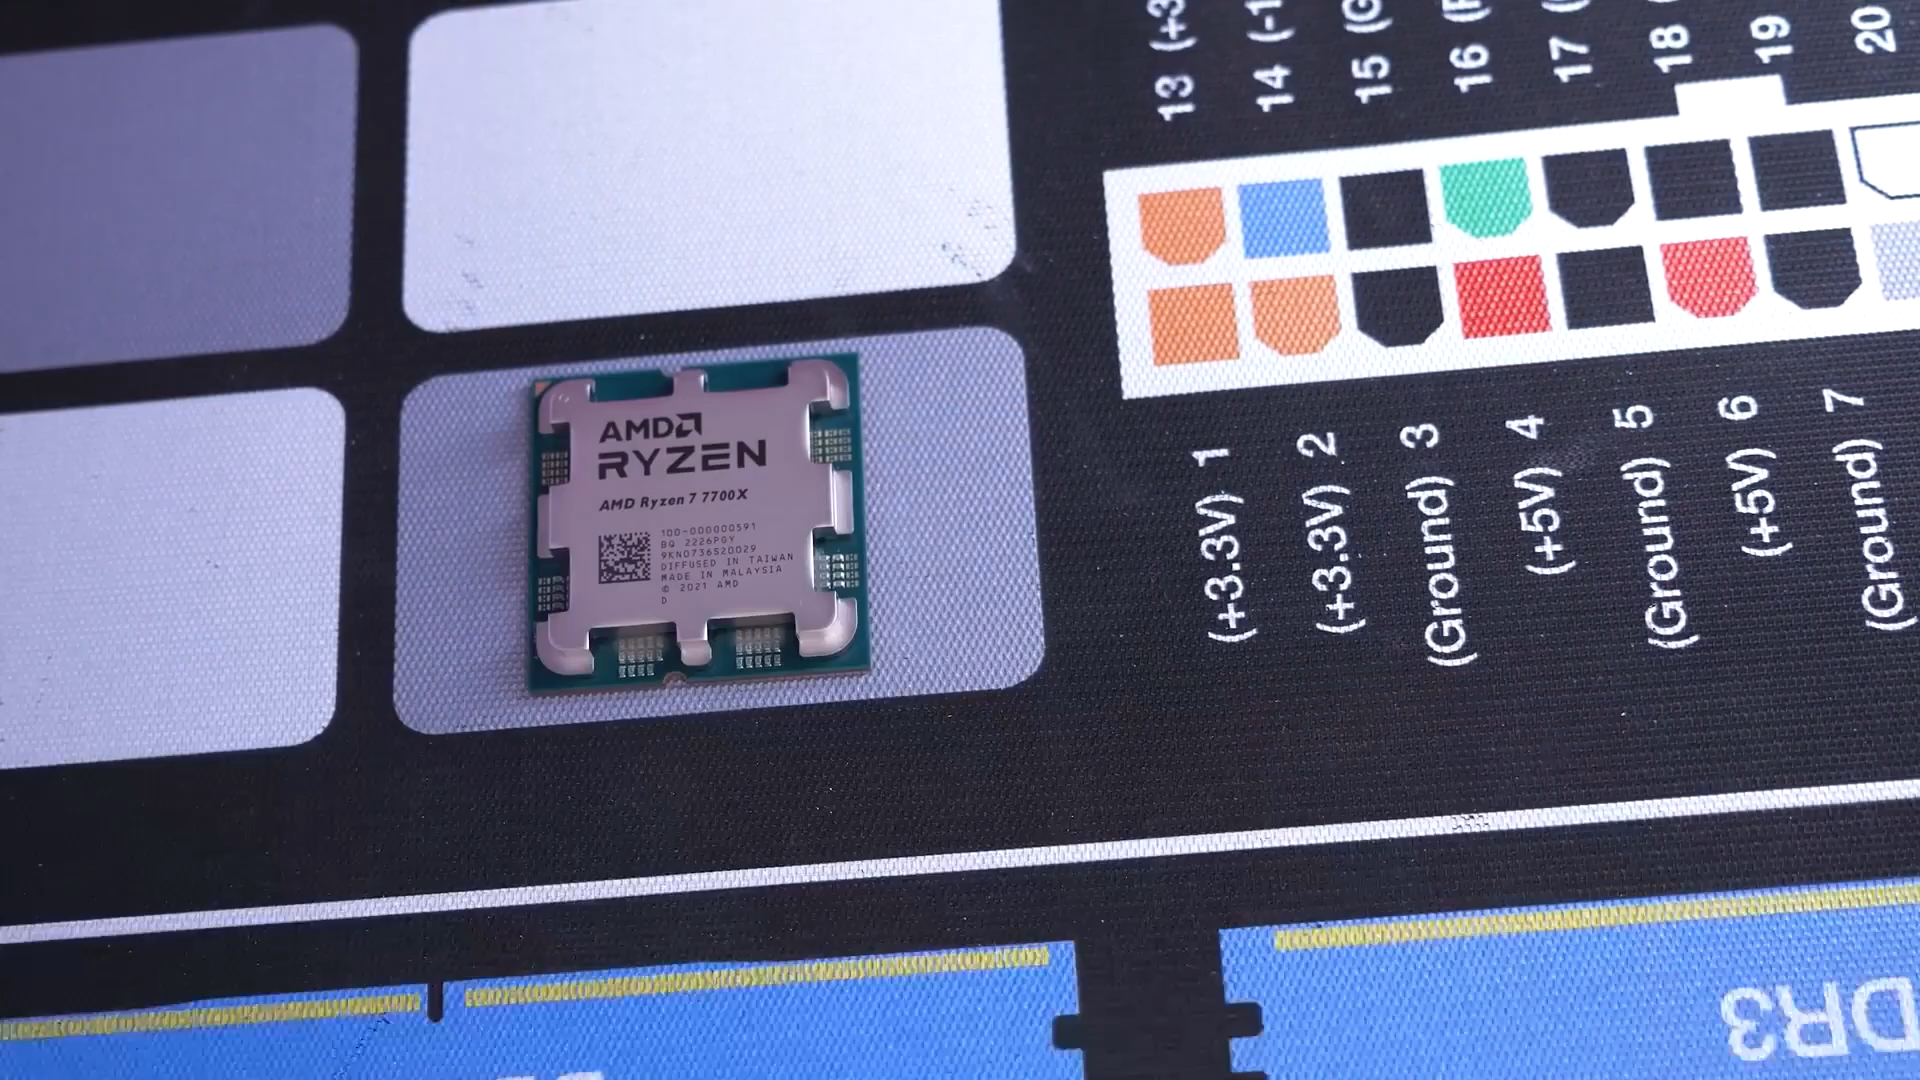 13 (+3
14 (-1
15 (G
16 (
17 (
18 (
19
20
AMD
RYZEN
AMD Ryzen 7 7700X
100-000000591
BQ 2226PGY
9KN0736S20029
DIFFUSED IN TAIWAN
MADE IN MALAYSIA
© 2021 AMD
D
(+3.3V) 1
(+3.3V) 2
(Ground) 3
(+5V) 4
(Ground) 5
(+5V) 6
(Ground) 7
DR3